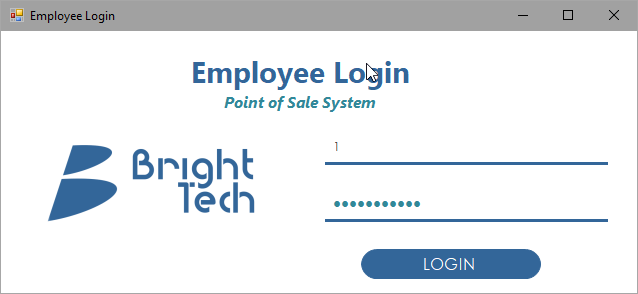 Employee Login
Employee Login
Point of Sale System
Bright
Tech
1
•••••••••••
LOGIN